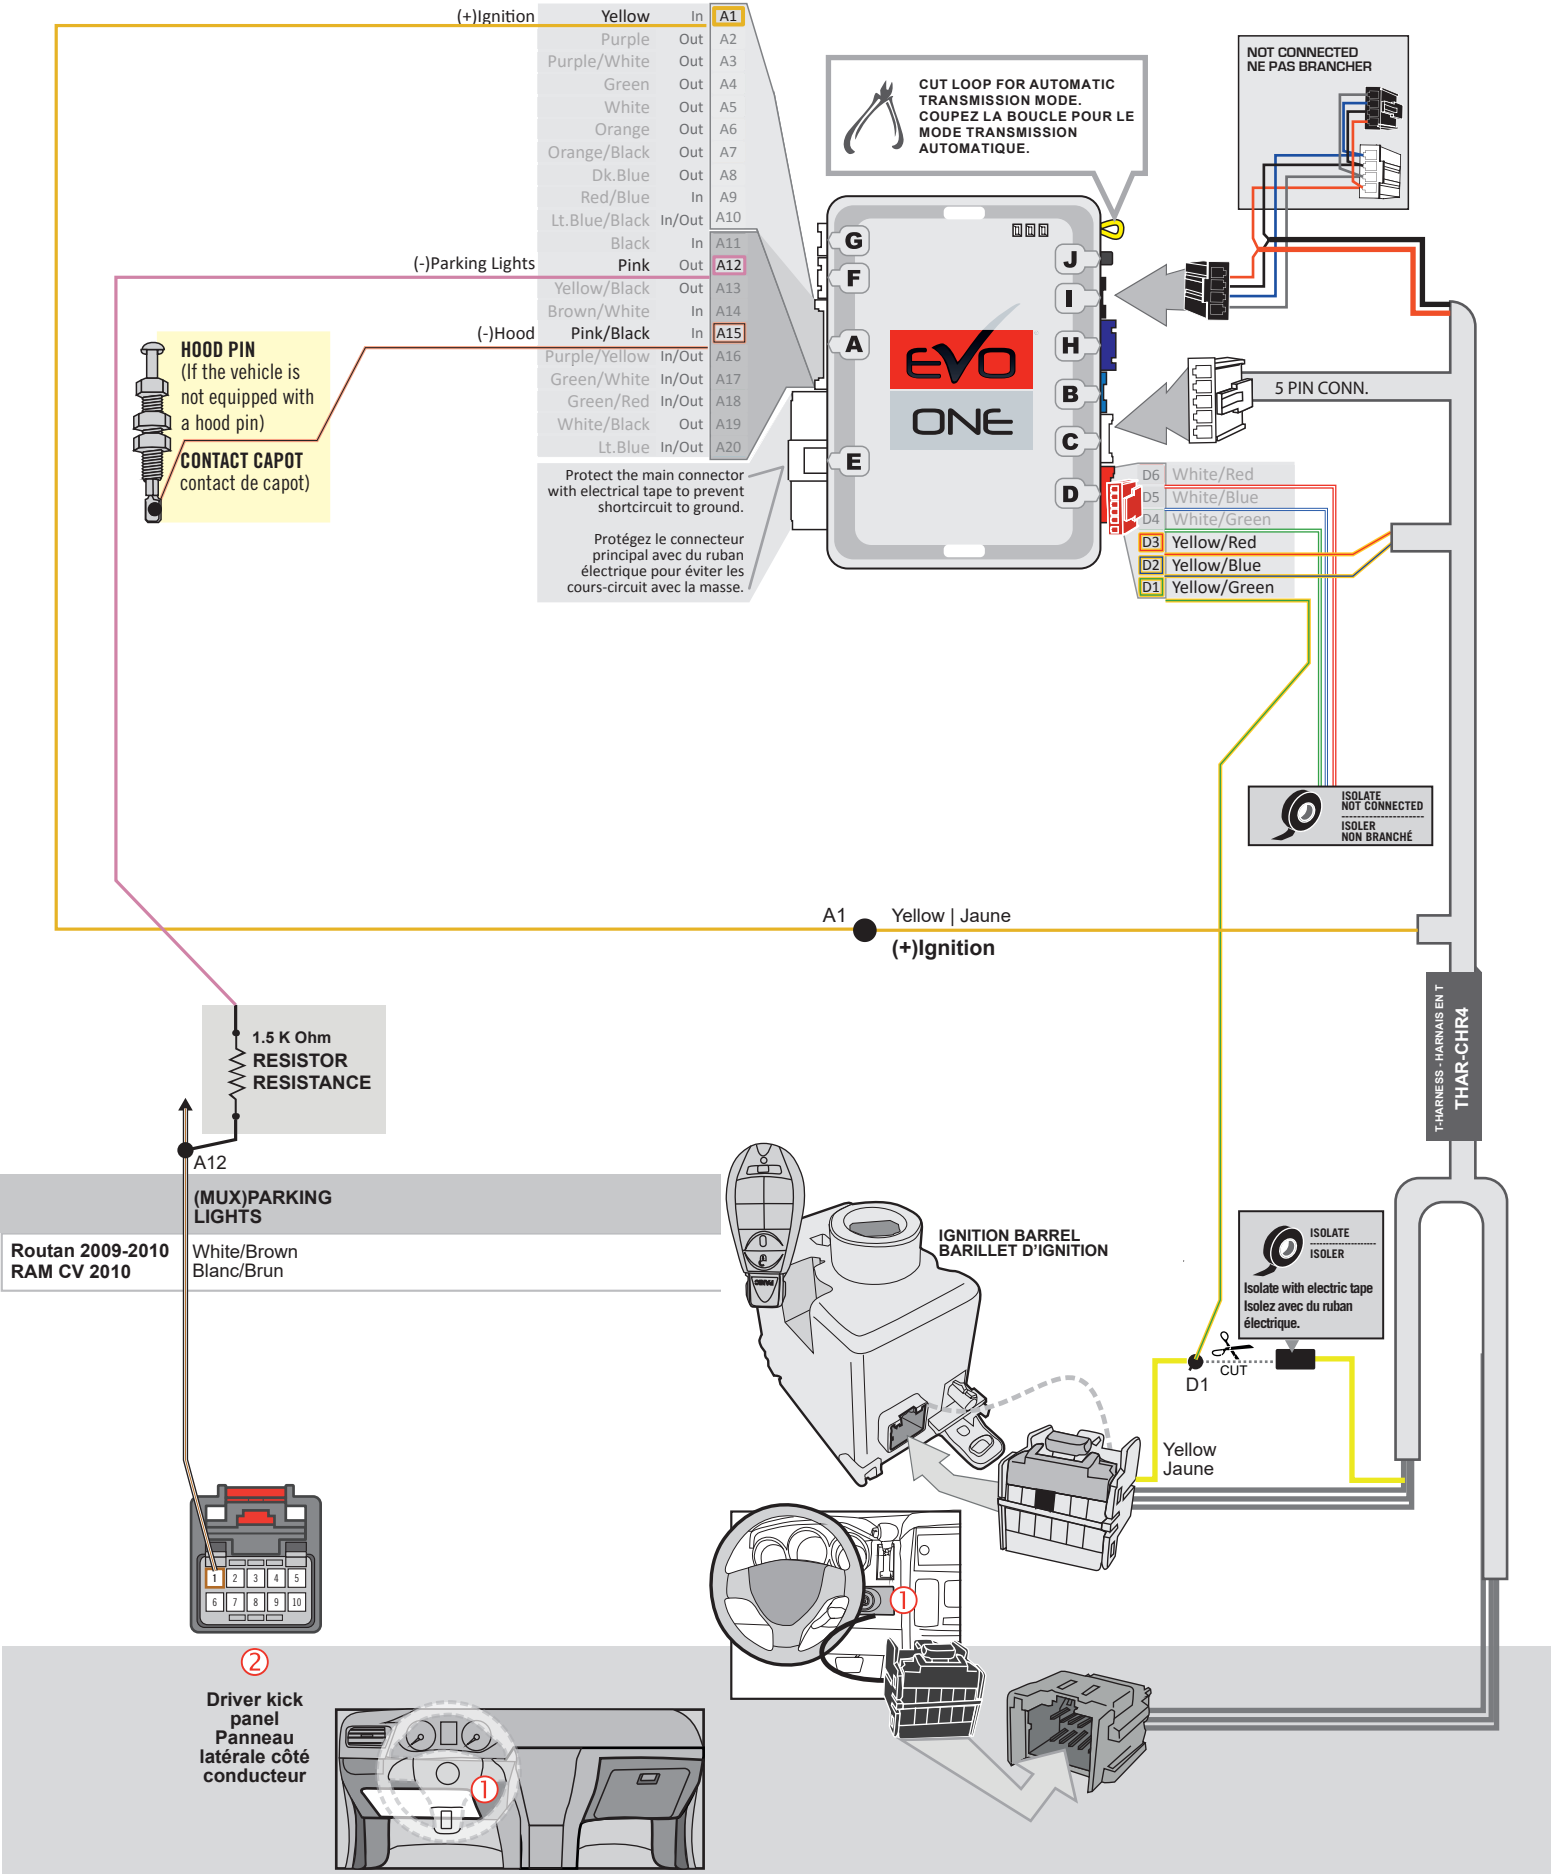 (+)Ignition Yellow In A1
Purple Out A2
Purple/White Out A3
Green Out A4
White Out A5
Orange Out A6
Orange/Black Out A7
Dk.Blue Out A8
Red/Blue In A9
Lt.Blue/Black In/Out A10
Black In A11
(-)Parking Lights Pink Out A12
Yellow/Black Out A13
Brown/White In A14
(-)Hood Pink/Black In A15
Purple/Yellow In/Out A16
Green/White In/Out A17
Green/Red In/Out A18
White/Black Out A19
Lt.Blue In/Out A20
Protect the main connector
with electrical tape to prevent
shortcircuit to ground.
Protégez le connecteur
principal avec du ruban
électrique pour éviter les
cours-circuit avec la masse.
HOOD PIN
(If the vehicle is
not equipped with
a hood pin)
CONTACT CAPOT
contact de capot)
CUT LOOP FOR AUTOMATIC
TRANSMISSION MODE.
COUPEZ LA BOUCLE POUR LE
MODE TRANSMISSION
AUTOMATIQUE.
NOT CONNECTED
NE PAS BRANCHER
G
F
A
E
J
I
H
B
C
D
EVO
ONE
5 PIN CONN.
D6 White/Red
D5 White/Blue
D4 White/Green
D3 Yellow/Red
D2 Yellow/Blue
D1 Yellow/Green
ISOLATE
NOT CONNECTED
ISOLER
NON BRANCHÉ
A1 Yellow | Jaune
(+)Ignition
T-HARNESS - HARNAIS EN T
THAR-CHR4
1.5 K Ohm
RESISTOR
RESISTANCE
A12
(MUX)PARKING
LIGHTS
Routan 2009-2010
RAM CV 2010
White/Brown
Blanc/Brun
PANIC
IGNITION BARREL
BARILLET D'IGNITION
ISOLATE
ISOLER
Isolate with electric tape
Isolez avec du ruban
électrique.
CUT
D1
Yellow
Jaune
1 2 3 4 5
6 7 8 9 10
2
Driver kick
panel
Panneau
latérale côté
conducteur
1
1